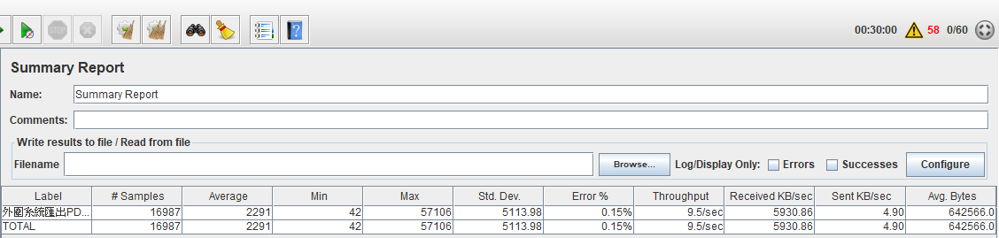 STOP
00:30:00 58 0/60
Summary Report
Name: Summary Report
Comments:
Write results to file / Read from file
Filename Browse... Log/Display Only: Errors Successes Configure
Label # Samples Average Min Max Std. Dev. Error % Throughput Received KB/sec Sent KB/sec Avg. Bytes
外圍系統匯出PD... 16987 2291 42 57106 5113.98 0.15% 9.5/sec 5930.86 4.90 642566.0
TOTAL 16987 2291 42 57106 5113.98 0.15% 9.5/sec 5930.86 4.90 642566.0